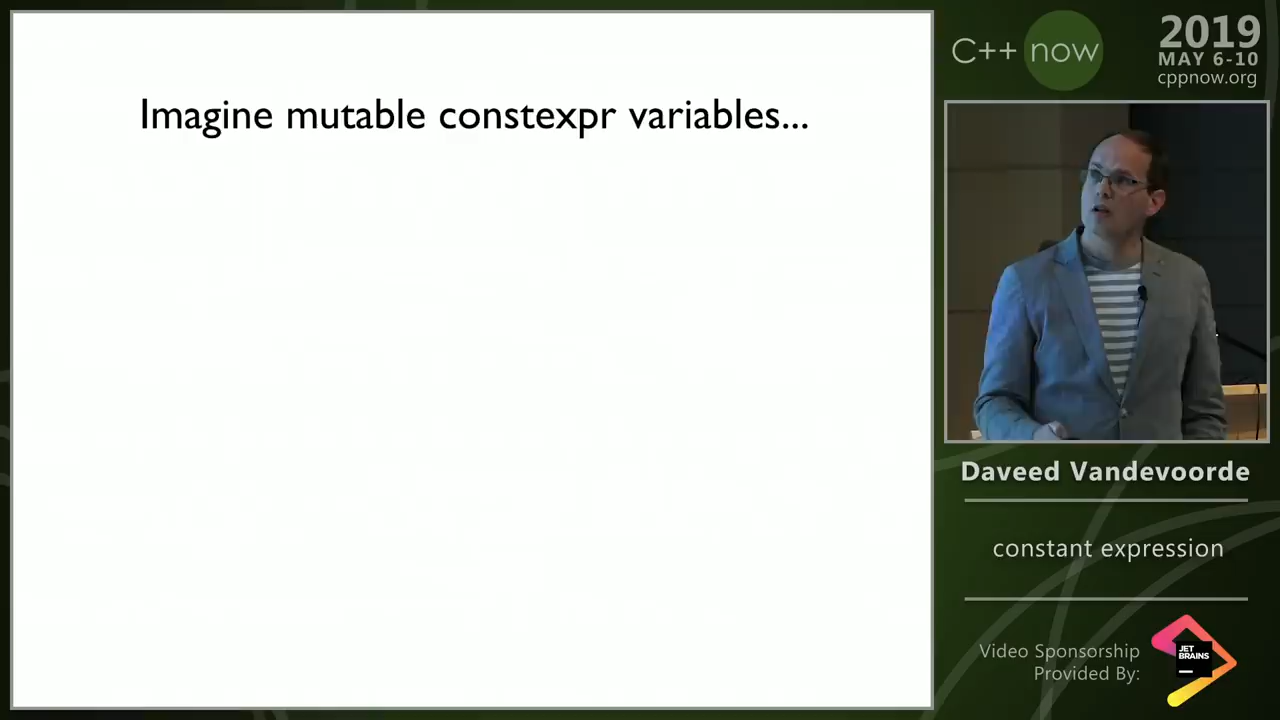 Imagine mutable constexpr variables...
C++ now
2019
MAY 6-10
cppnow.org
Daveed Vandevoorde
constant expression
Video Sponsorship
Provided By:
JET
BRAINS